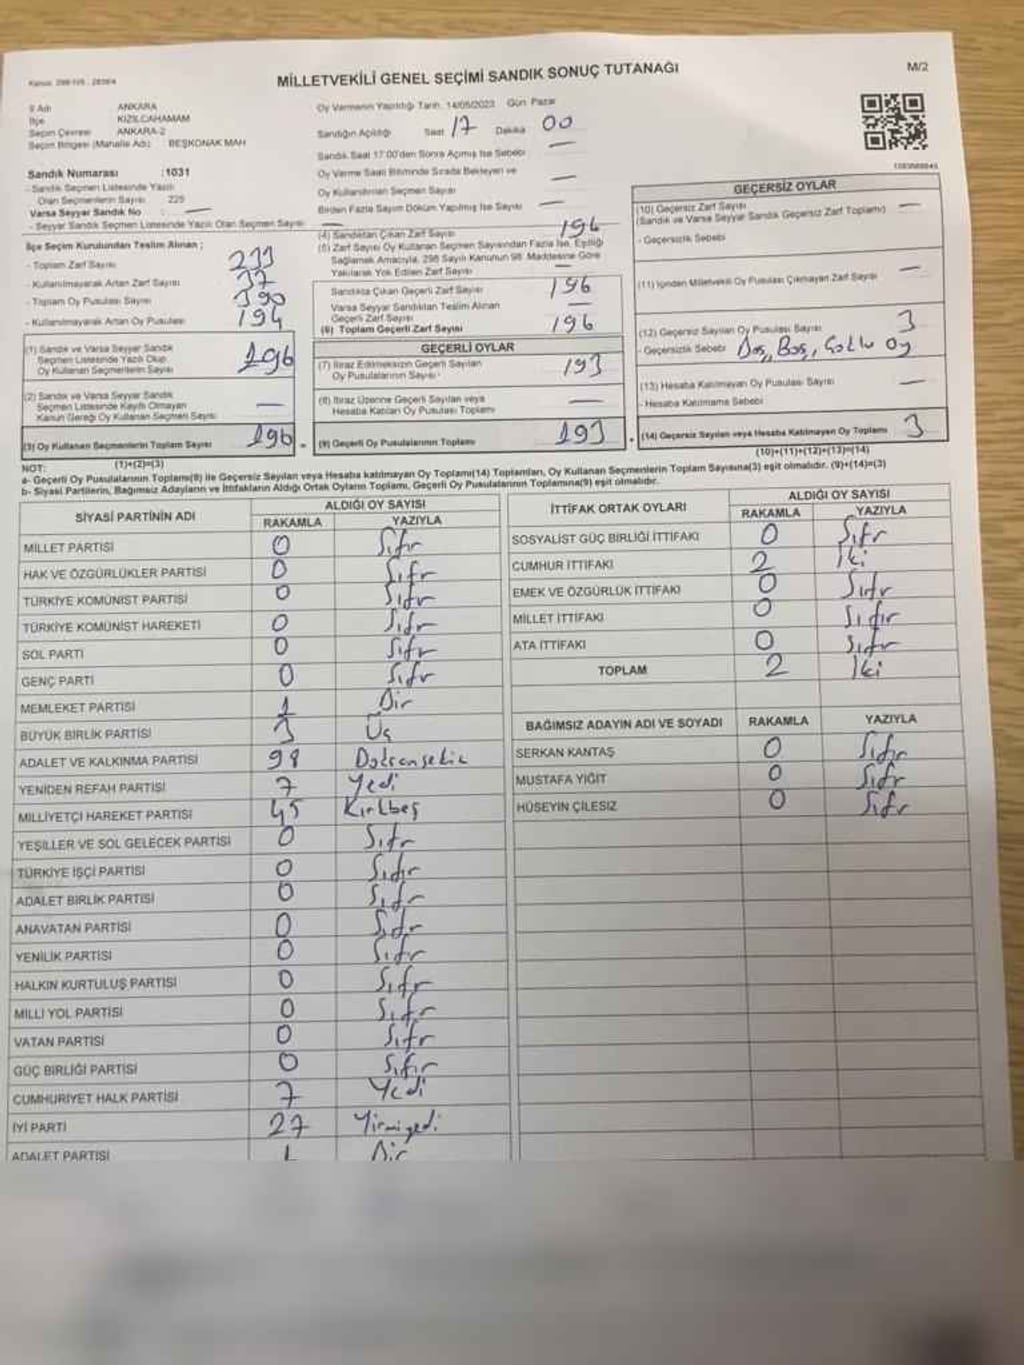 MİLLETVEKİLİ GENEL SEÇİMİ SANDIK SONUÇ TUTANAĞI
M/2
İl Adı ANKARA
İlçe KIZILCAHAMAM
Seçim Çevresi ANKARA-2
Seçim Bölgesi (Mahalle Adı) BEŞKONAK MAH
Oy Vermenin Yapıldığı Tarih: 14/05/2023 Gün Pazar
Sandığın Açıldığı Saat 17 Dakika 00
Sandık Saat 17:00'den Sonra Açılmış İse Sebebi —
Oy Verme Saati Bitiminde Sırada Bekleyen ve
Oy Kullandırılan Seçmen Sayısı —
Birden Fazla Sayım Döküm Yapılmış İse Sayısı —
Sandık Numarası :1031
- Sandık Seçmen Listesinde Yazılı
Olan Seçmenlerin Sayısı
Varsa Seyyar Sandık No : —
- Seyyar Sandık Seçmen Listesinde Yazılı Olan Seçmen Sayısı —
İlçe Seçim Kurulundan Teslim Alınan ;
- Toplam Zarf Sayısı
- Kullanılmayarak Artan Zarf Sayısı 37
- Toplam Oy Pusulası Sayısı 390
- Kullanılmayarak Artan Oy Pusulası 194
(1) Sandık ve Varsa Seyyar Sandık
Seçmen Listesinde Yazılı Olup
Oy Kullanan Seçmenlerin Sayısı 196
(2) Sandık ve Varsa Seyyar Sandık
Seçmen Listesinde Kayıtlı Olmayan
Kanun Gereği Oy Kullanan Seçmen Sayısı —
(3) Oy Kullanan Seçmenlerin Toplam Sayısı 196
(1)+(2)=(3)
(4) Sandıktan Çıkan Zarf Sayısı 196
(5) Zarf Sayısı Oy Kullanan Seçmen Sayısından Fazla İse, Eşitliği
Sağlamak Amacıyla, 298 Sayılı Kanunun 98. Maddesine Göre
Yakılarak Yok Edilen Zarf Sayısı —
Sandıkta Çıkan Geçerli Zarf Sayısı 196
Varsa Seyyar Sandıktan Teslim Alınan
Geçerli Zarf Sayısı —
(6) Toplam Geçerli Zarf Sayısı 196
GEÇERLİ OYLAR
(7) İtiraz Edilmeksizin Geçerli Sayılan
Oy Pusulalarının Sayısı 193
(8) İtiraz Üzerine Geçerli Sayılan veya
Hesaba Katılan Oy Pusulası Toplamı —
(9) Geçerli Oy Pusulalarının Toplamı 193
GEÇERSİZ OYLAR
(10) Geçersiz Zarf Sayısı —
(Sandık ve Varsa Seyyar Sandık Geçersiz Zarf Toplamı)
- Geçersizlik Sebebi
(11) İçinden Milletvekili Oy Pusulası Çıkmayan Zarf Sayısı —
(12) Geçersiz Sayılan Oy Pusulası Sayısı 3
- Geçersizlik Sebebi Boş, Boş, Oy
(13) Hesaba Katılmayan Oy Pusulası Sayısı —
- Hesaba Katılmama Sebebi
(14) Geçersiz Sayılan veya Hesaba Katılmayan Oy Toplamı 3
(10)+(11)+(12)+(13)=(14)
NOT:
a- Geçerli Oy Pusulalarının Toplamı(9) ile Geçersiz Sayılan veya Hesaba katılmayan Oy Toplamı(14) Toplamları, Oy Kullanan Seçmenlerin Toplam Sayısına(3) eşit olmalıdır. (9)+(14)=(3)
b- Siyasi Partilerin, Bağımsız Adayların ve İttifakların Aldığı Ortak Oyların Toplamı, Geçerli Oy Pusulalarının Toplamına(9) eşit olmalıdır.
SİYASİ PARTİNİN ADI ALDIĞI OY SAYISI
RAKAMLA YAZIYLA
MİLLET PARTİSİ 0 Sıfır
HAK VE ÖZGÜRLÜKLER PARTİSİ 0 Sıfır
TÜRKİYE KOMÜNİST PARTİSİ 0 Sıfır
TÜRKİYE KOMÜNİST HAREKETİ 0 Sıfır
SOL PARTİ 0 Sıfır
GENÇ PARTİ 0 Sıfır
MEMLEKET PARTİSİ 1 Bir
BÜYÜK BİRLİK PARTİSİ 3 Üç
ADALET VE KALKINMA PARTİSİ 98 Doksansekiz
YENİDEN REFAH PARTİSİ 7 Yedi
MİLLİYETÇİ HAREKET PARTİSİ 45 Kırkbeş
YEŞİLLER VE SOL GELECEK PARTİSİ 0 Sıfır
TÜRKİYE İŞÇİ PARTİSİ 0 Sıfır
ADALET BİRLİK PARTİSİ 0 Sıfır
ANAVATAN PARTİSİ 0 Sıfır
YENİLİK PARTİSİ 0 Sıfır
HALKIN KURTULUŞ PARTİSİ 0 Sıfır
MİLLİ YOL PARTİSİ 0 Sıfır
VATAN PARTİSİ 0 Sıfır
GÜÇ BİRLİĞİ PARTİSİ 0 Sıfır
CUMHURİYET HALK PARTİSİ 7 Yedi
İYİ PARTİ 27 Yirmiyedi
ADALET PARTİSİ 1 Bir
İTTİFAK ORTAK OYLARI ALDIĞI OY SAYISI
RAKAMLA YAZIYLA
SOSYALİST GÜÇ BİRLİĞİ İTTİFAKI 0 Sıfır
CUMHUR İTTİFAKI 2 İki
EMEK VE ÖZGÜRLÜK İTTİFAKI 0 Sıfır
MİLLET İTTİFAKI 0 Sıfır
ATA İTTİFAKI 0 Sıfır
TOPLAM 2 İki
BAĞIMSIZ ADAYIN ADI VE SOYADI RAKAMLA YAZIYLA
SERKAN KANTAŞ 0 Sıfır
MUSTAFA YİĞİT 0 Sıfır
HÜSEYİN ÇİLESİZ 0 Sıfır